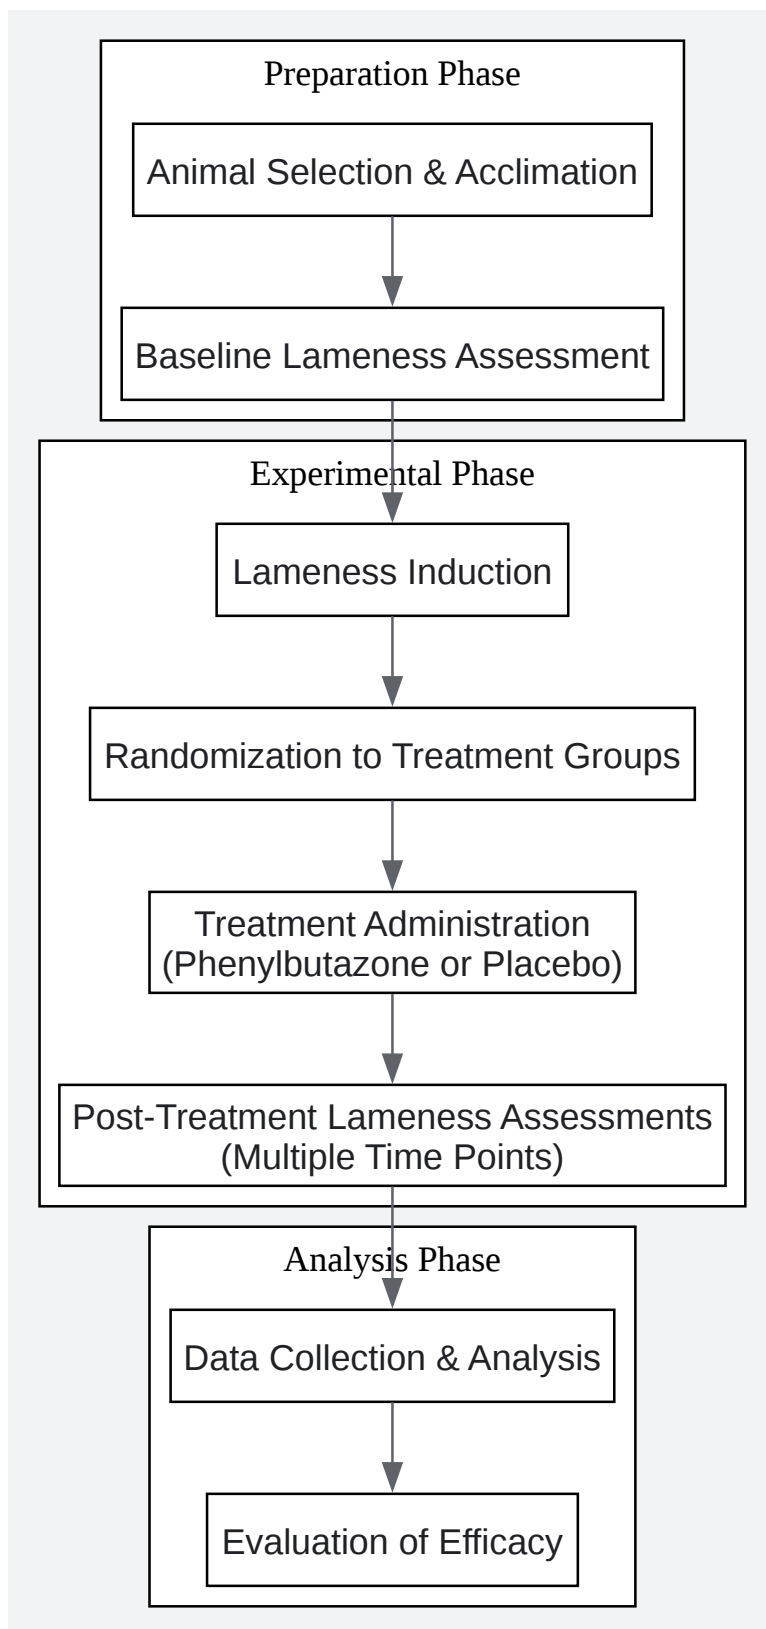 Preparation Phase
Animal Selection & Acclimation
Baseline Lameness Assessment
Experimental Phase
Lameness Induction
Randomization to Treatment Groups
Treatment Administration
(Phenylbutazone or Placebo)
Post-Treatment Lameness Assessments
(Multiple Time Points)
Analysis Phase
Data Collection & Analysis
Evaluation of Efficacy